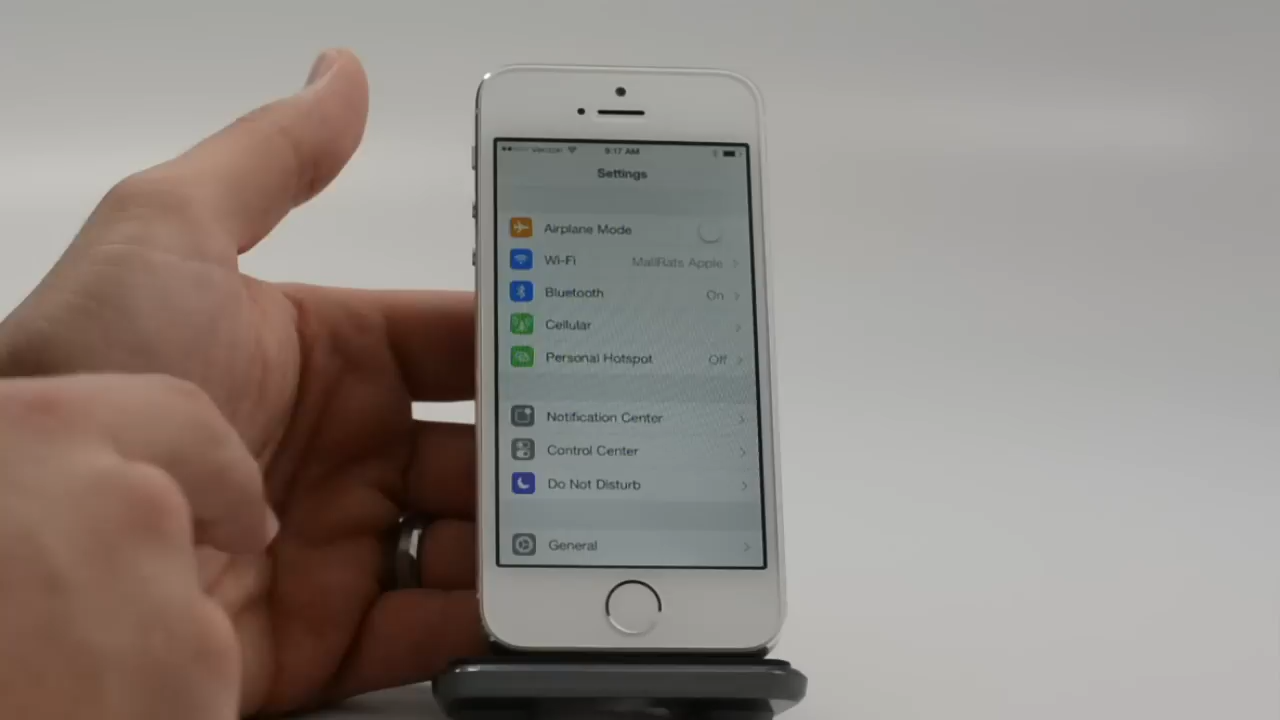 Verizon 9:17 AM
Settings
Airplane Mode
Wi-Fi MallRats Apple
Bluetooth On
Cellular
Personal Hotspot Off
Notification Center
Control Center
Do Not Disturb
General